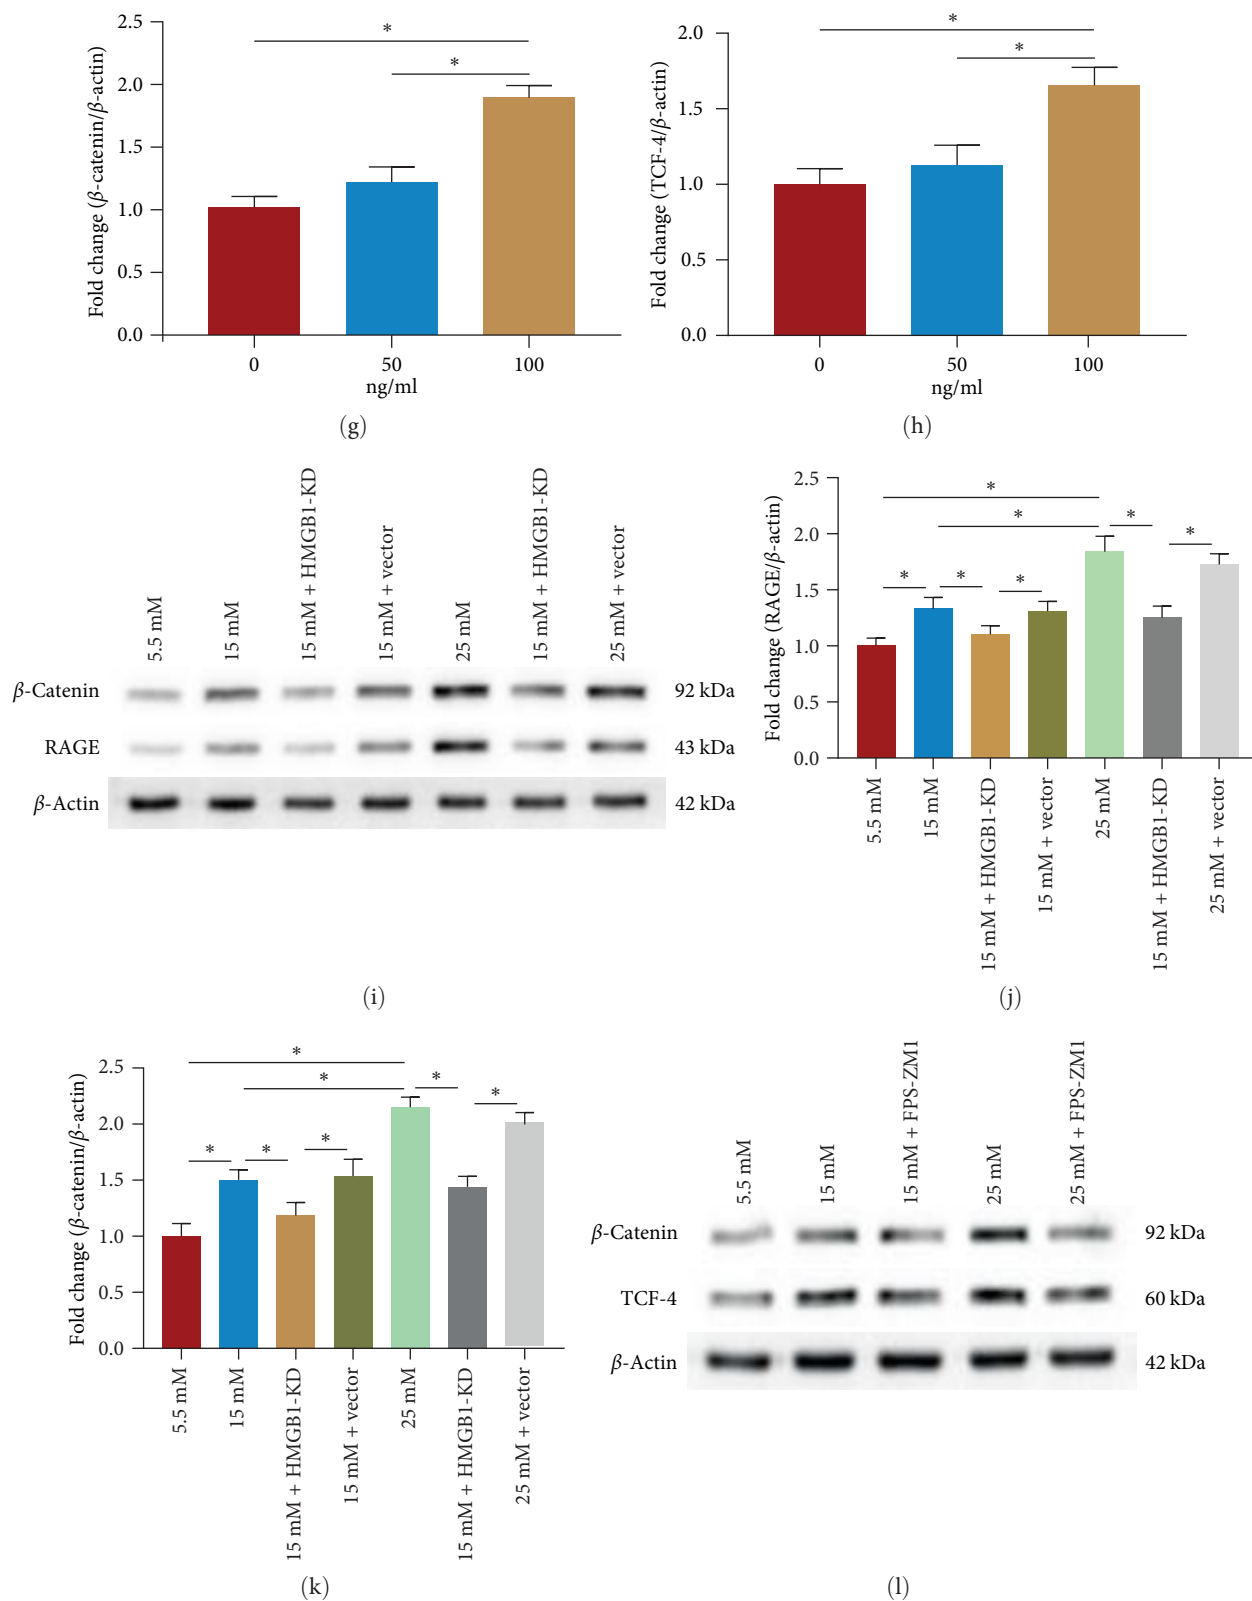 Fold change (β-catenin/β-actin)
2.5
2.0
1.5
1.0
0.5
0.0
*
*
0
50
100
ng/ml
(g)
Fold change (TCF-4/β-actin)
2.0
1.5
1.0
0.5
0.0
*
*
0
50
100
ng/ml
(h)
5.5 mM
15 mM
15 mM + HMGB1-KD
15 mM + vector
25 mM
15 mM + HMGB1-KD
25 mM + vector
β-Catenin
92 kDa
RAGE
43 kDa
β-Actin
42 kDa
(i)
Fold change (RAGE/β-actin)
2.5
2.0
1.5
1.0
0.5
0.0
*
*
*
*
*
*
*
5.5 mM
15 mM
15 mM + HMGB1-KD
15 mM + vector
25 mM
15 mM + HMGB1-KD
25 mM + vector
(j)
Fold change (β-catenin/β-actin)
2.5
2.0
1.5
1.0
0.5
0.0
*
*
*
*
*
*
*
5.5 mM
15 mM
15 mM + HMGB1-KD
15 mM + vector
25 mM
15 mM + HMGB1-KD
25 mM + vector
(k)
5.5 mM
15 mM
15 mM + FPS-ZM1
25 mM
25 mM + FPS-ZM1
β-Catenin
92 kDa
TCF-4
60 kDa
β-Actin
42 kDa
(l)